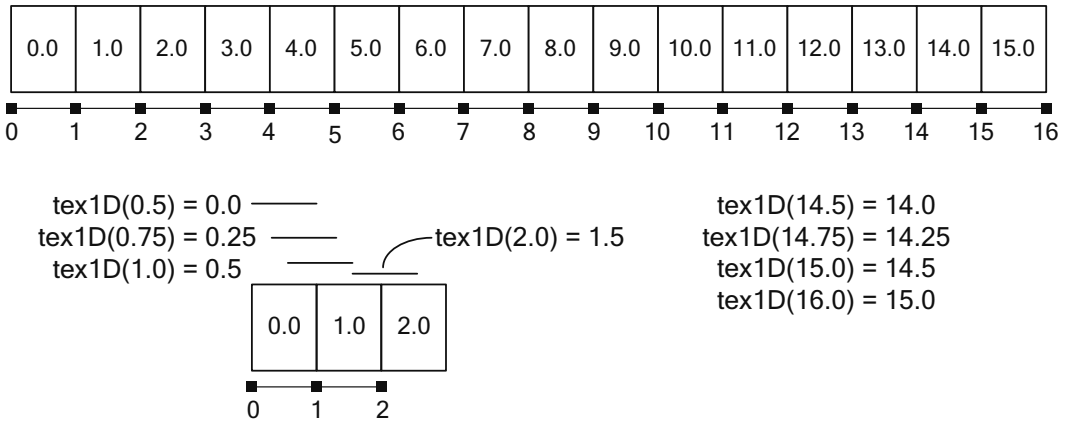 0.0 1.0 2.0 3.0 4.0 5.0 6.0 7.0 8.0 9.0 10.0 11.0 12.0 13.0 14.0 15.0
0 1 2 3 4 5 6 7 8 9 10 11 12 13 14 15 16
tex1D(0.5) = 0.0
tex1D(0.75) = 0.25
tex1D(1.0) = 0.5
tex1D(2.0) = 1.5
tex1D(14.5) = 14.0
tex1D(14.75) = 14.25
tex1D(15.0) = 14.5
tex1D(16.0) = 15.0
0.0 1.0 2.0
0 1 2